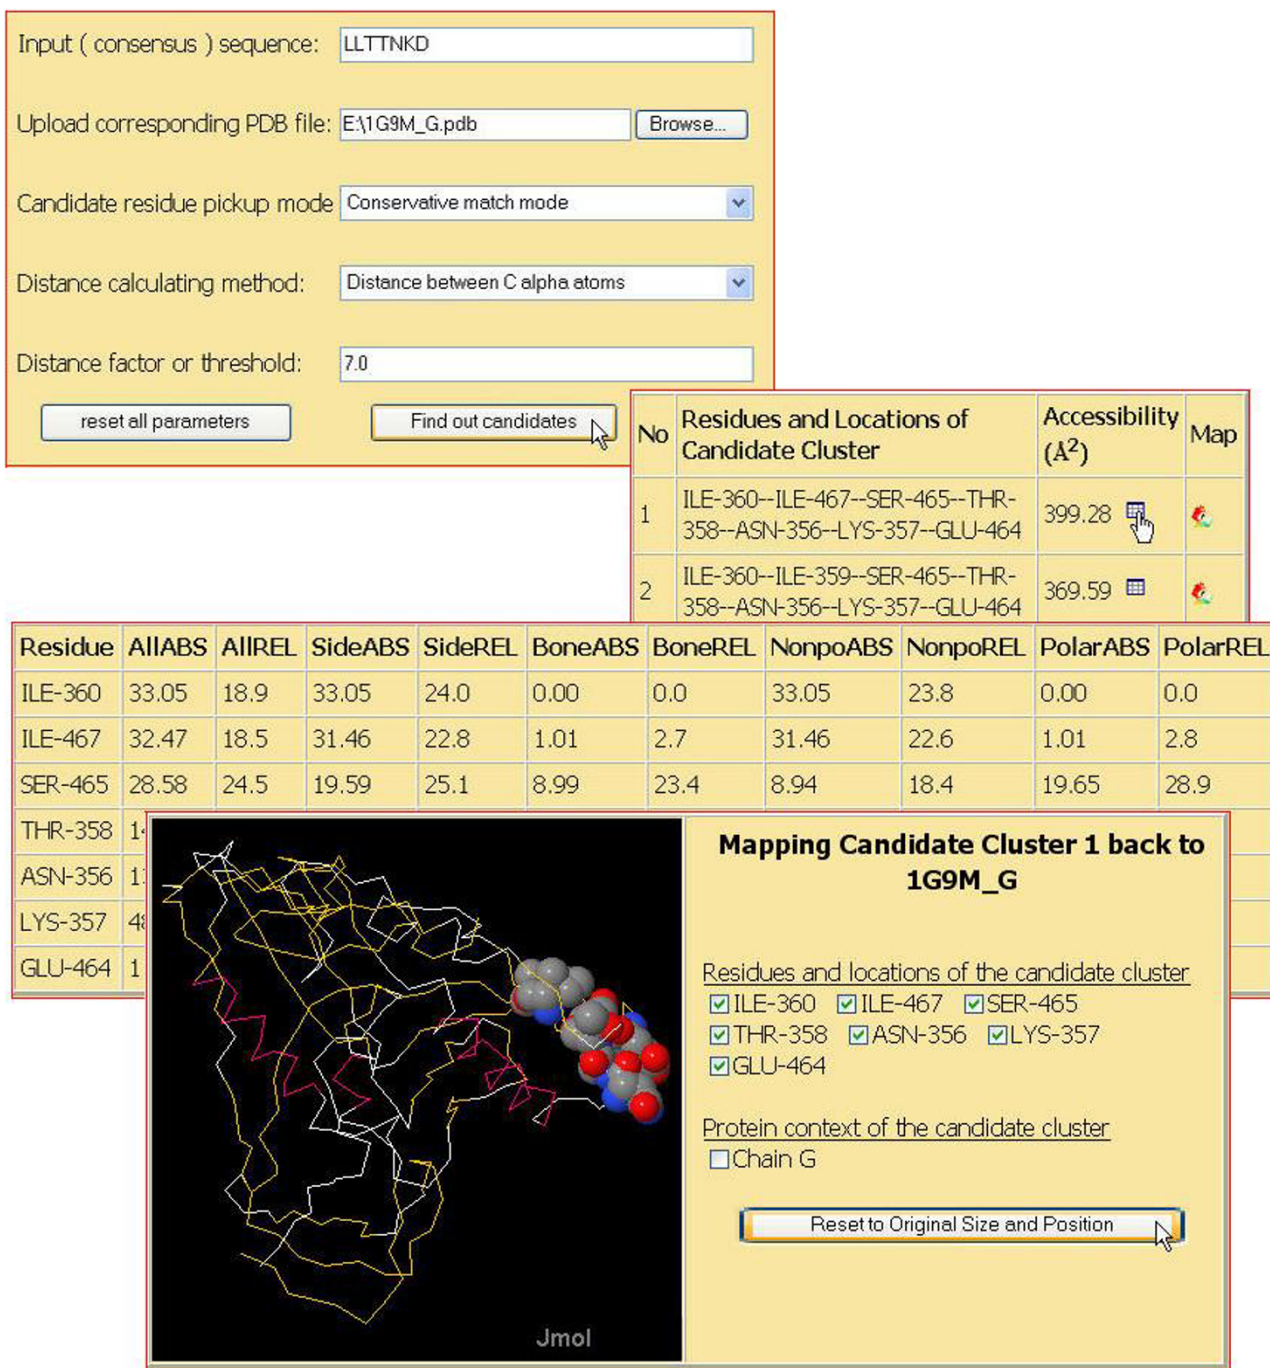 Input ( consensus ) sequence: LLTTNKD
Upload corresponding PDB file: E:\1G9M_G.pdb Browse...
Candidate residue pickup mode Conservative match mode
Distance calculating method: Distance between C alpha atoms
Distance factor or threshold: 7.0
reset all parameters Find out candidates
No Residues and Locations of Candidate Cluster Accessibility (Å²) Map
1 ILE-360--ILE-467--SER-465--THR-
358--ASN-356--LYS-357--GLU-464 399.28
2 ILE-360--ILE-359--SER-465--THR-
358--ASN-356--LYS-357--GLU-464 369.59
Residue AllABS AllREL SideABS SideREL BoneABS BoneREL NonpoABS NonpoREL PolarABS PolarREL
ILE-360 33.05 18.9 33.05 24.0 0.00 0.0 33.05 23.8 0.00 0.0
ILE-467 32.47 18.5 31.46 22.8 1.01 2.7 31.46 22.6 1.01 2.8
SER-465 28.58 24.5 19.59 25.1 8.99 23.4 8.94 18.4 19.65 28.9
THR-358
ASN-356
LYS-357
GLU-464
Mapping Candidate Cluster 1 back to
1G9M_G
Residues and locations of the candidate cluster
ILE-360 ILE-467 SER-465
THR-358 ASN-356 LYS-357
GLU-464
Protein context of the candidate cluster
Chain G
Reset to Original Size and Position
Jmol